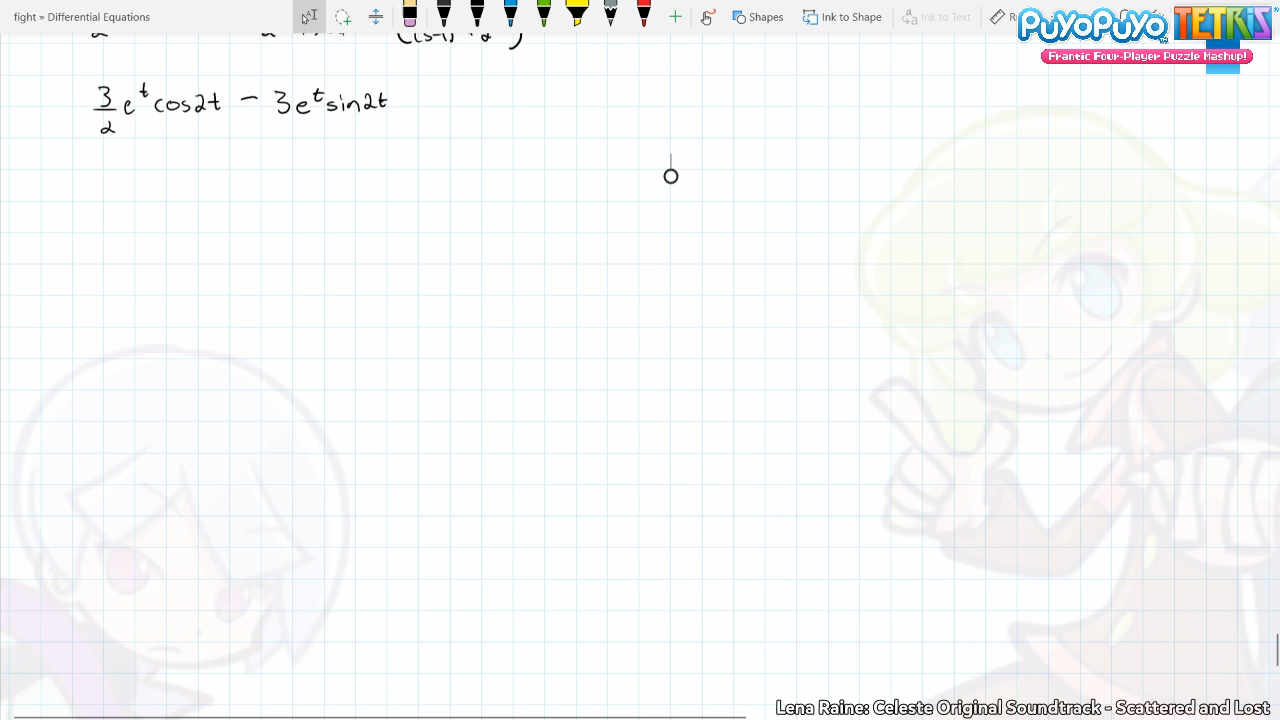 fight » Differential Equations
Shapes
Ink to Shape
Ink to Text
PuyoPuyo TETRIS
Frantic Four-Player Puzzle Mashup!
3/2 e^t cos2t - 3e^t sin2t
Lena Raine: Celeste Original Soundtrack - Scattered and Lost